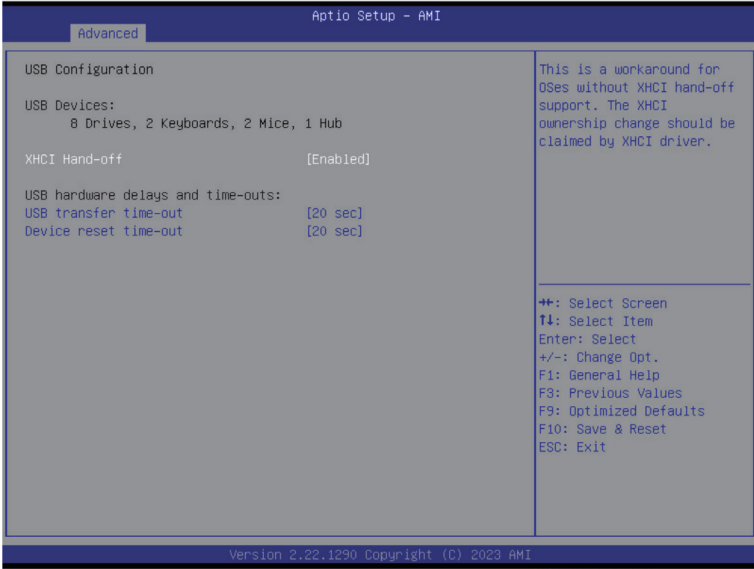 Aptio Setup – AMI
Advanced
USB Configuration
USB Devices:
8 Drives, 2 Keyboards, 2 Mice, 1 Hub
XHCI Hand-off [Enabled]
USB hardware delays and time-outs:
USB transfer time-out [20 sec]
Device reset time-out [20 sec]
This is a workaround for
OSes without XHCI hand-off
support. The XHCI
ownership change should be
claimed by XHCI driver.
→←: Select Screen
↑↓: Select Item
Enter: Select
+/-: Change Opt.
F1: General Help
F3: Previous Values
F9: Optimized Defaults
F10: Save & Reset
ESC: Exit
Version 2.22.1290 Copyright (C) 2023 AMI